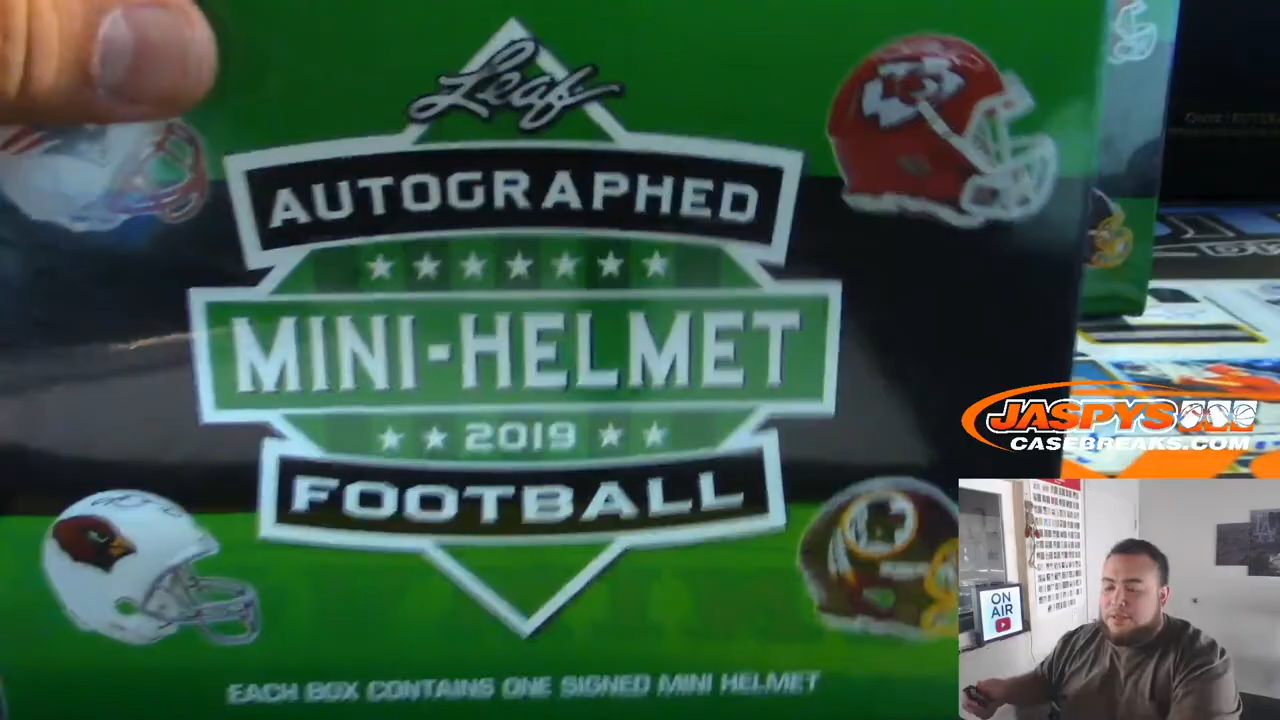 Leaf
AUTOGRAPHED
MINI-HELMET
2019
FOOTBALL
EACH BOX CONTAINS ONE SIGNED MINI HELMET
JASPYS
CASEBREAKS.COM
ON
AIR